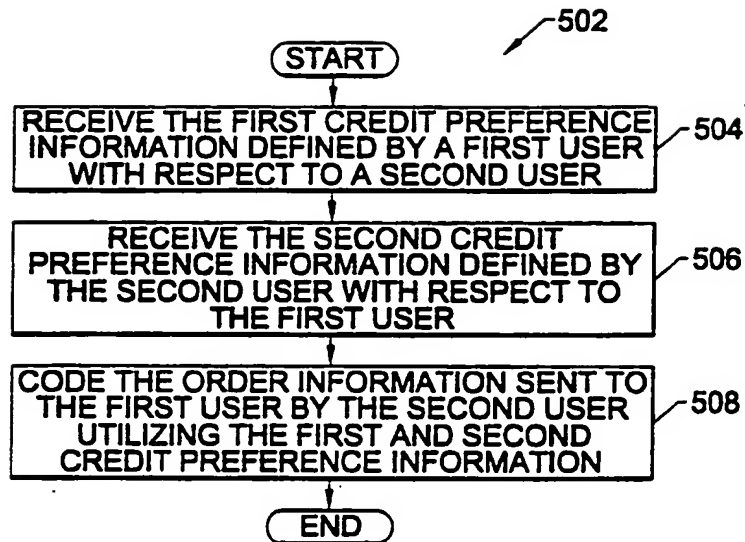 502
START
RECEIVE THE FIRST CREDIT PREFERENCE
INFORMATION DEFINED BY A FIRST USER
WITH RESPECT TO A SECOND USER
504
RECEIVE THE SECOND CREDIT
PREFERENCE INFORMATION DEFINED BY
THE SECOND USER WITH RESPECT TO
THE FIRST USER
506
CODE THE ORDER INFORMATION SENT TO
THE FIRST USER BY THE SECOND USER
UTILIZING THE FIRST AND SECOND
CREDIT PREFERENCE INFORMATION
508
END